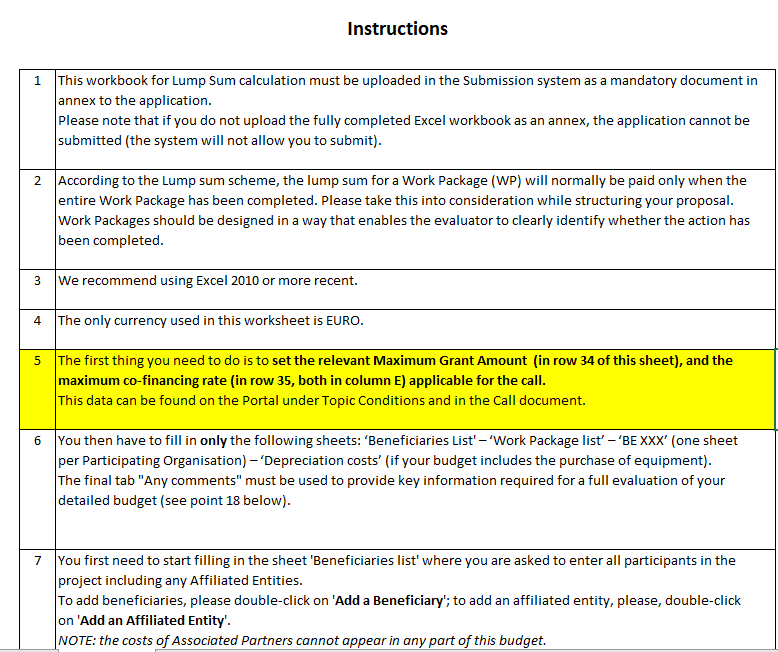 Instructions
1 This workbook for Lump Sum calculation must be uploaded in the Submission system as a mandatory document in
annex to the application.
Please note that if you do not upload the fully completed Excel workbook as an annex, the application cannot be
submitted (the system will not allow you to submit).
2 According to the Lump sum scheme, the lump sum for a Work Package (WP) will normally be paid only when the
entire Work Package has been completed. Please take this into consideration while structuring your proposal.
Work Packages should be designed in a way that enables the evaluator to clearly identify whether the action has
been completed.
3 We recommend using Excel 2010 or more recent.
4 The only currency used in this worksheet is EURO.
5 The first thing you need to do is to set the relevant Maximum Grant Amount  (in row 34 of this sheet), and the
maximum co-financing rate (in row 35, both in column E) applicable for the call.
This data can be found on the Portal under Topic Conditions and in the Call document.
6 You then have to fill in only the following sheets: ‘Beneficiaries List' – ‘Work Package list’ – ‘BE XXX’ (one sheet
per Participating Organisation) – ‘Depreciation costs’ (if your budget includes the purchase of equipment).
The final tab "Any comments" must be used to provide key information required for a full evaluation of your
detailed budget (see point 18 below).
7 You first need to start filling in the sheet 'Beneficiaries list' where you are asked to enter all participants in the
project including any Affiliated Entities.
To add beneficiaries, please double-click on 'Add a Beneficiary'; to add an affiliated entity, please, double-click
on 'Add an Affiliated Entity'.
NOTE: the costs of Associated Partners cannot appear in any part of this budget.